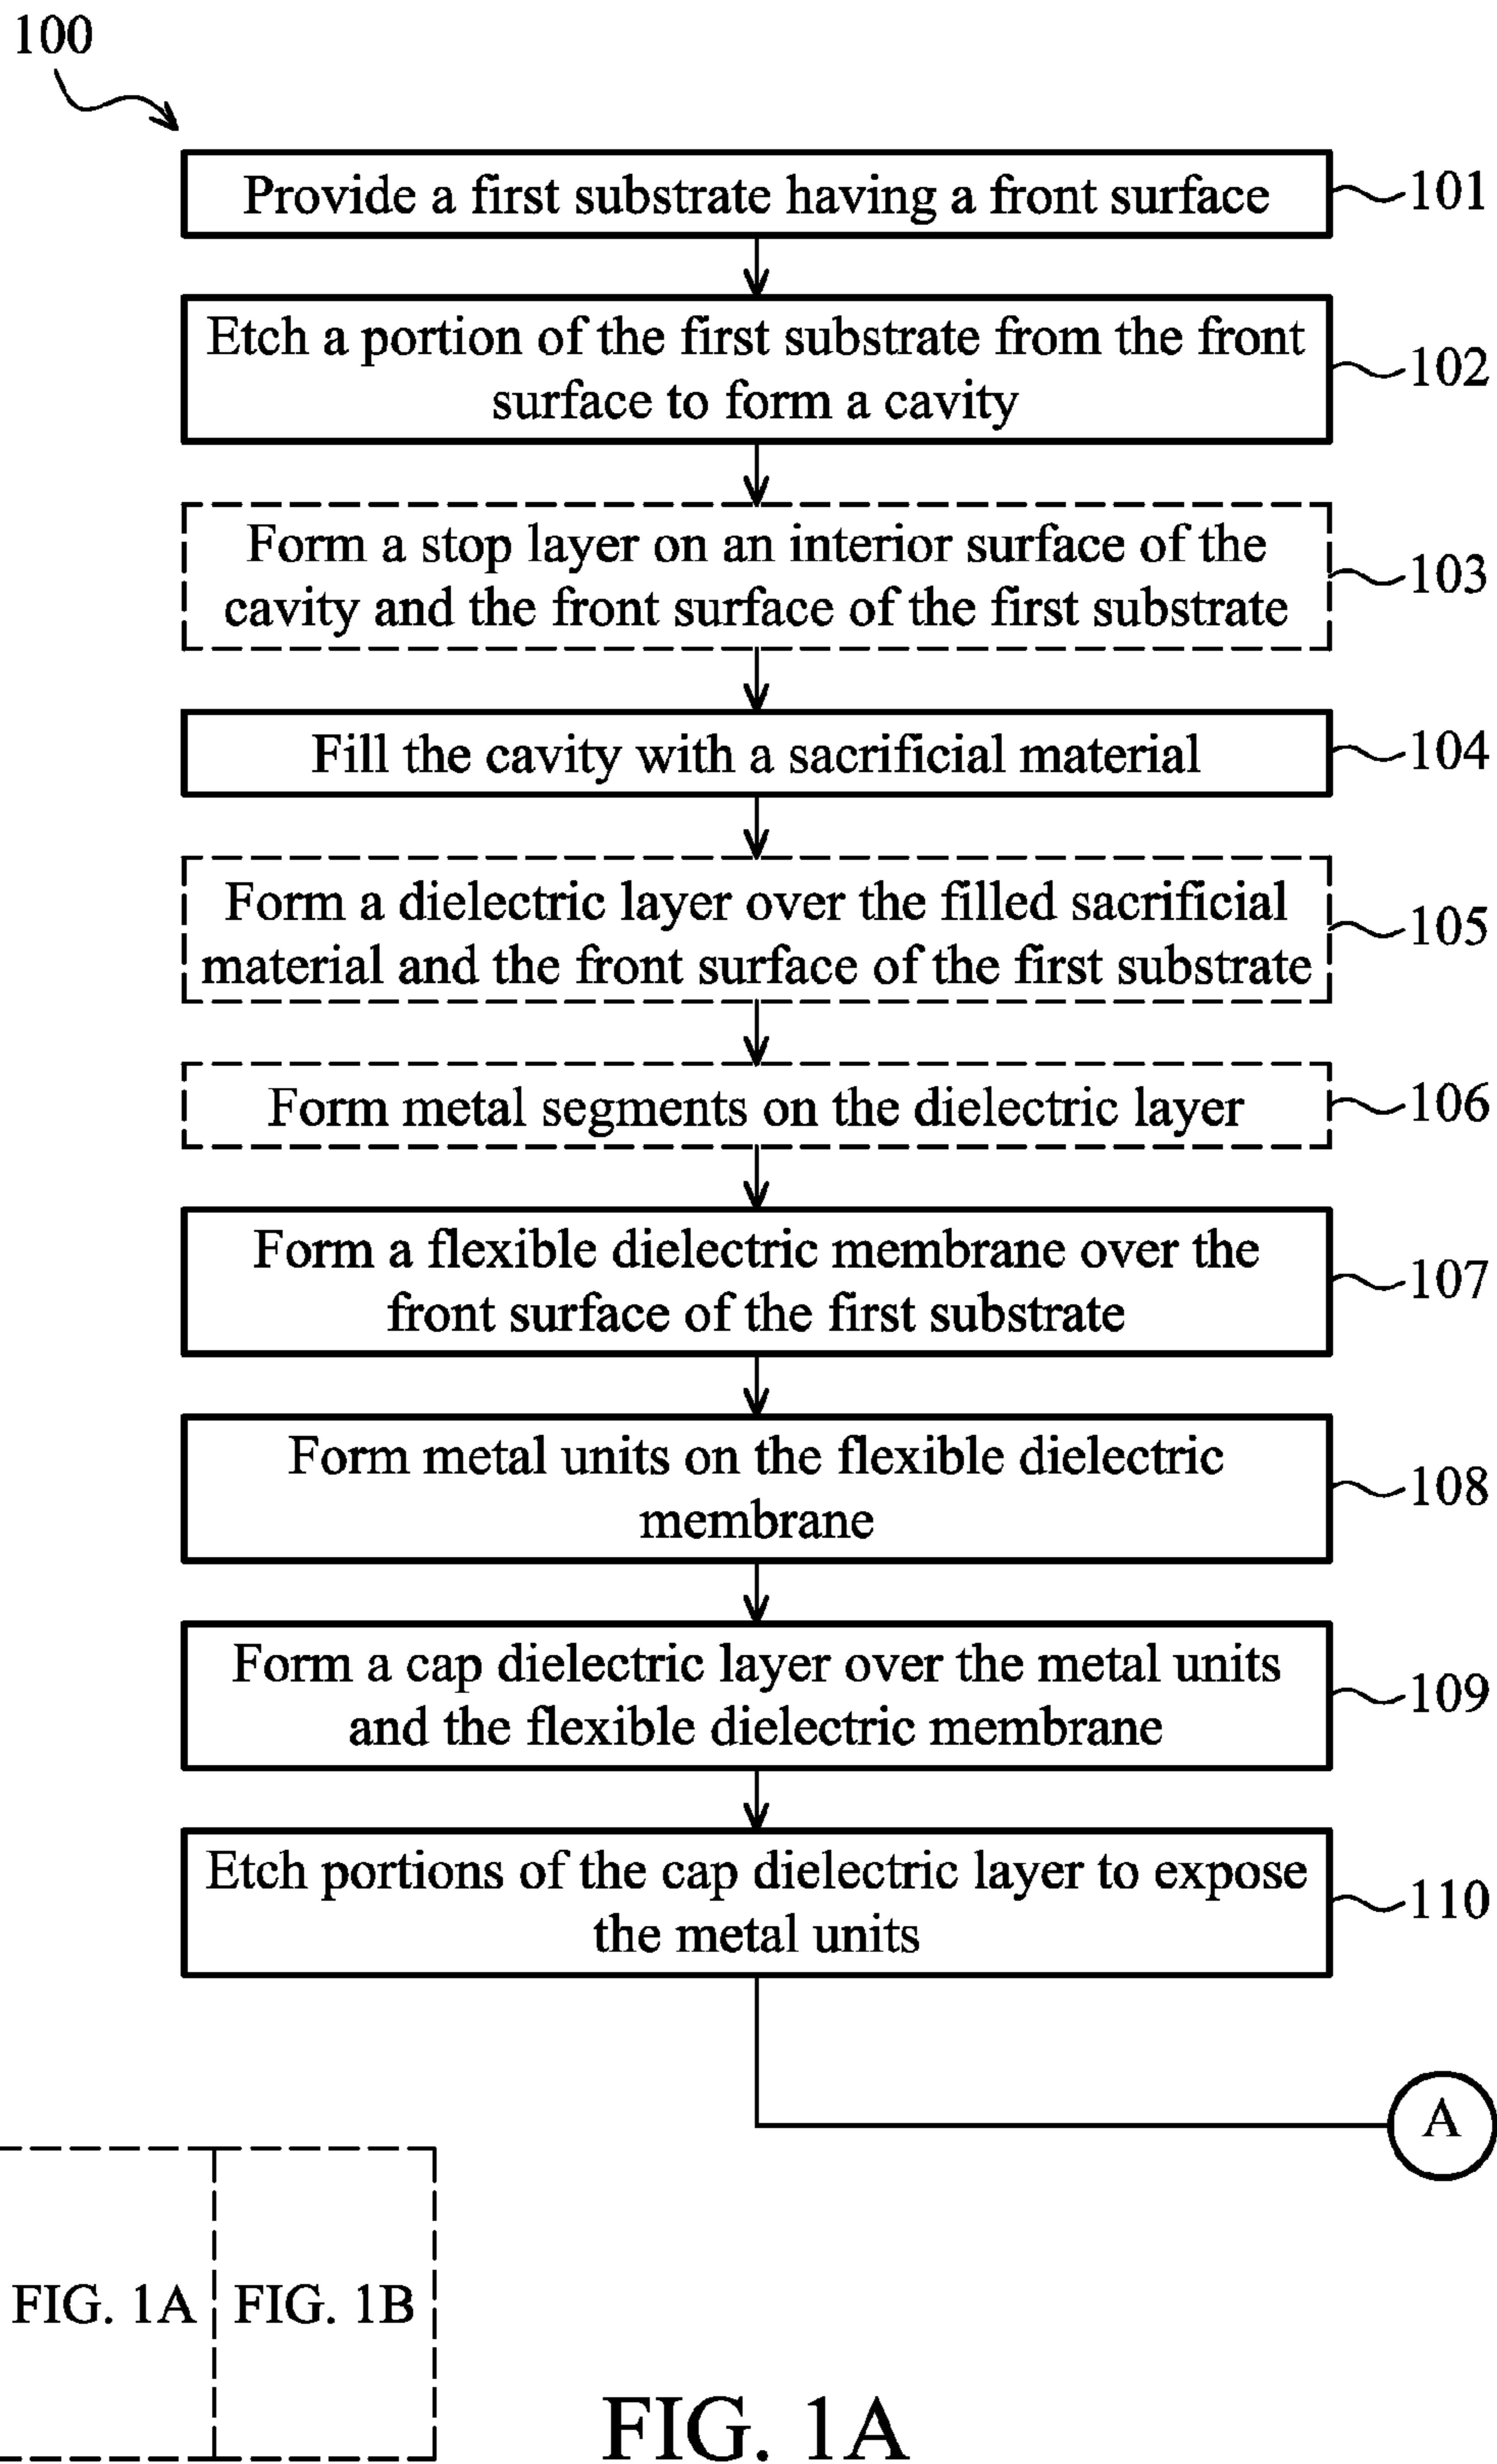 100
Provide a first substrate having a front surface
101
Etch a portion of the first substrate from the front
surface to form a cavity
102
Form a stop layer on an interior surface of the
cavity and the front surface of the first substrate
103
Fill the cavity with a sacrificial material
104
Form a dielectric layer over the filled sacrificial
material and the front surface of the first substrate
105
Form metal segments on the dielectric layer
106
Form a flexible dielectric membrane over the
front surface of the first substrate
107
Form metal units on the flexible dielectric
membrane
108
Form a cap dielectric layer over the metal units
and the flexible dielectric membrane
109
Etch portions of the cap dielectric layer to expose
the metal units
110
A
FIG. 1A
FIG. 1B
FIG. 1A